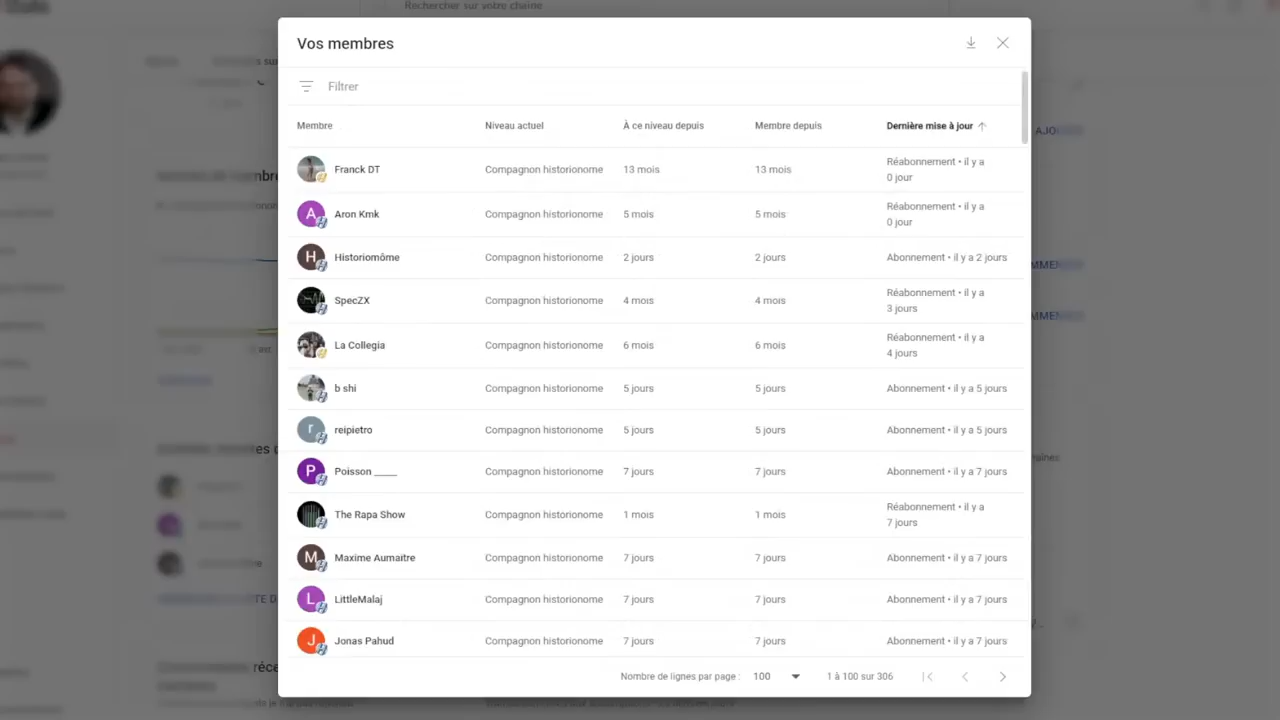 Rechercher sur votre chaîne
Vos membres
Filtrer
Membre Niveau actuel À ce niveau depuis Membre depuis Dernière mise à jour
Franck DT Compagnon historionome 13 mois 13 mois Réabonnement • il y a
0 jour
A Aron Kmk Compagnon historionome 5 mois 5 mois Réabonnement • il y a
0 jour
H Historiomôme Compagnon historionome 2 jours 2 jours Abonnement • il y a 2 jours
SpecZX Compagnon historionome 4 mois 4 mois Réabonnement • il y a
3 jours
La Collegia Compagnon historionome 6 mois 6 mois Réabonnement • il y a
4 jours
b shi Compagnon historionome 5 jours 5 jours Abonnement • il y a 5 jours
r reipietro Compagnon historionome 5 jours 5 jours Abonnement • il y a 5 jours
P Poisson _____ Compagnon historionome 7 jours 7 jours Abonnement • il y a 7 jours
The Rapa Show Compagnon historionome 1 mois 1 mois Réabonnement • il y a
7 jours
M Maxime Aumaitre Compagnon historionome 7 jours 7 jours Abonnement • il y a 7 jours
L LittleMalaj Compagnon historionome 7 jours 7 jours Abonnement • il y a 7 jours
J Jonas Pahud Compagnon historionome 7 jours 7 jours Abonnement • il y a 7 jours
Nombre de lignes par page : 100 1 à 100 sur 306